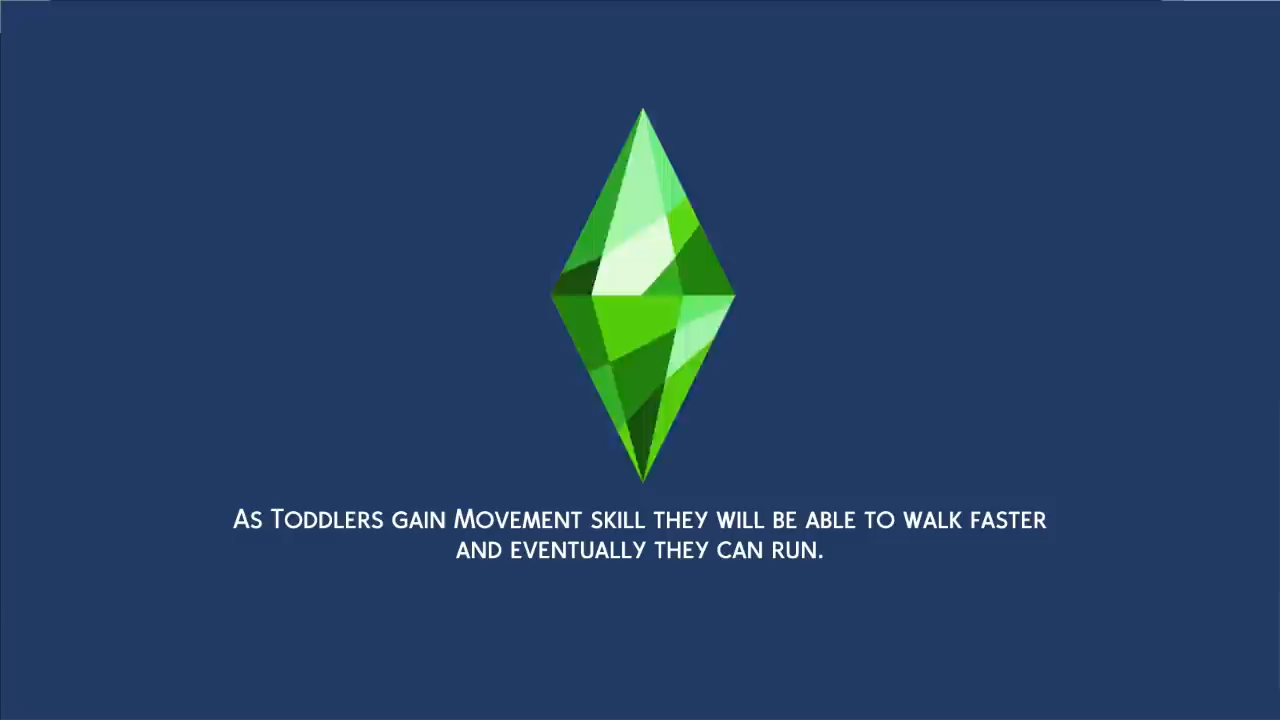 As Toddlers gain Movement skill they will be able to walk faster
and eventually they can run.